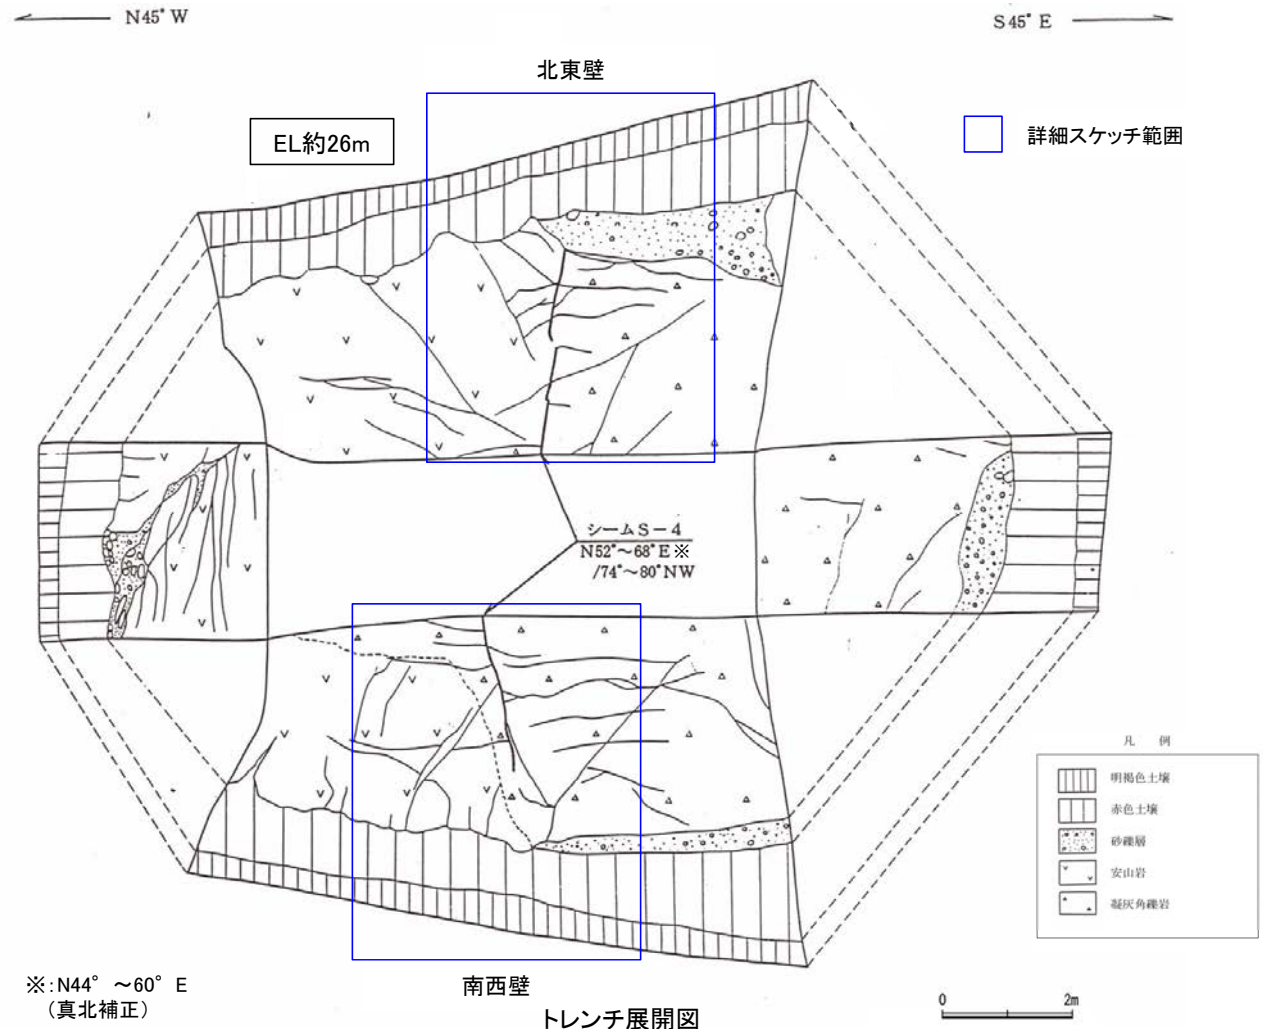 N45°W
S45°E
北東壁
EL約26m
詳細スケッチ範囲
シームS-4
N52°~68°E※
/74°~80°NW
凡 例
明褐色土壌
赤色土壌
砂礫層
安山岩
凝灰角礫岩
南西壁
※:N44° ~60° E
(真北補正)
トレンチ展開図
0 2m